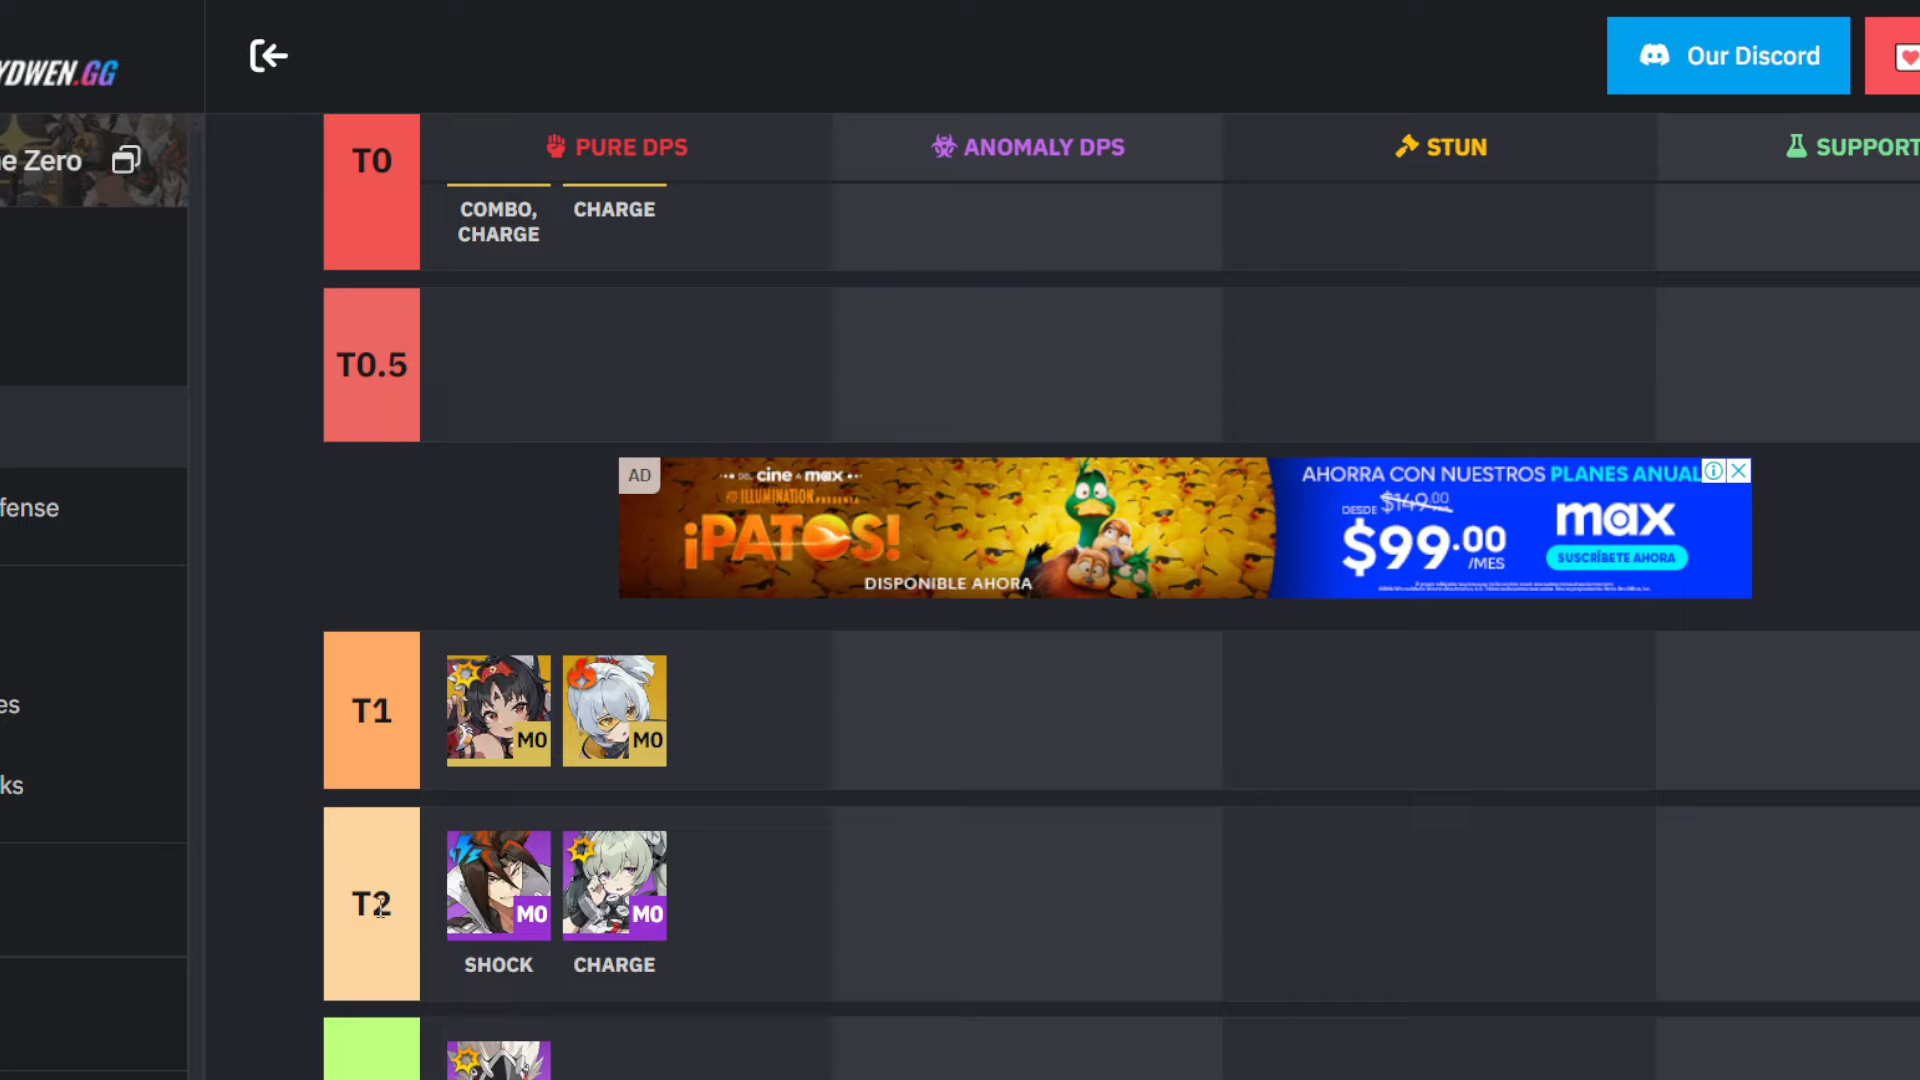 YDWEN.GG
Our Discord
e Zero
fense
es
ks
T0
PURE DPS
ANOMALY DPS
STUN
SUPPORT
COMBO,
CHARGE
CHARGE
T0.5
AD
DEL cine A max
ILLUMINATION PRESENTA
¡PATOS!
DISPONIBLE AHORA
AHORRA CON NUESTROS PLANES ANUAL
DESDE $149.00
$99.00
/MES
max
SUSCRÍBETE AHORA
T1
M0
M0
T2
M0
M0
SHOCK
CHARGE